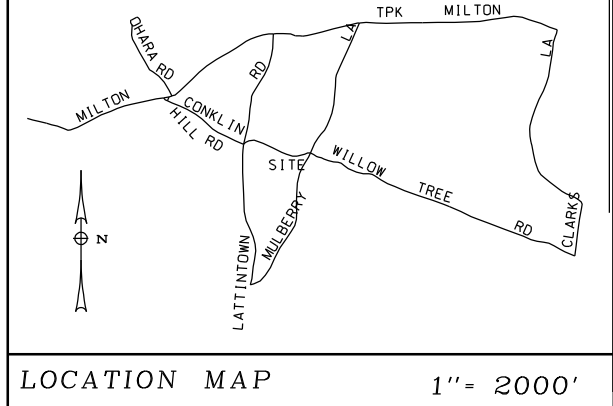 OHARA RD
MILTON
TPK MILTON
LA
LA
RD
CONKLIN
HILL RD
SITE
WILLOW TREE RD
CLARKS
MULBERRY
LATTINTOWN
N
LOCATION MAP 1"= 2000'